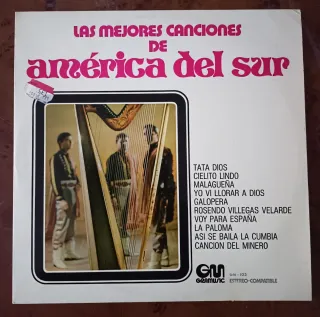 LAS MEJORES CANCIONES
DE
américa del sur
TATA DIOS
CIELITO LINDO
MALAGUEÑA
YO VI LLORAR A DIOS
GALOPERA
ROSENDO VILLEGAS VELARDE
VOY PARA ESPAÑA
LA PALOMA
ASI SE BAILA LA CUMBIA
CANCION DEL MINERO
GM
GERMUSIC
ESTEREO-COMPATIBLE